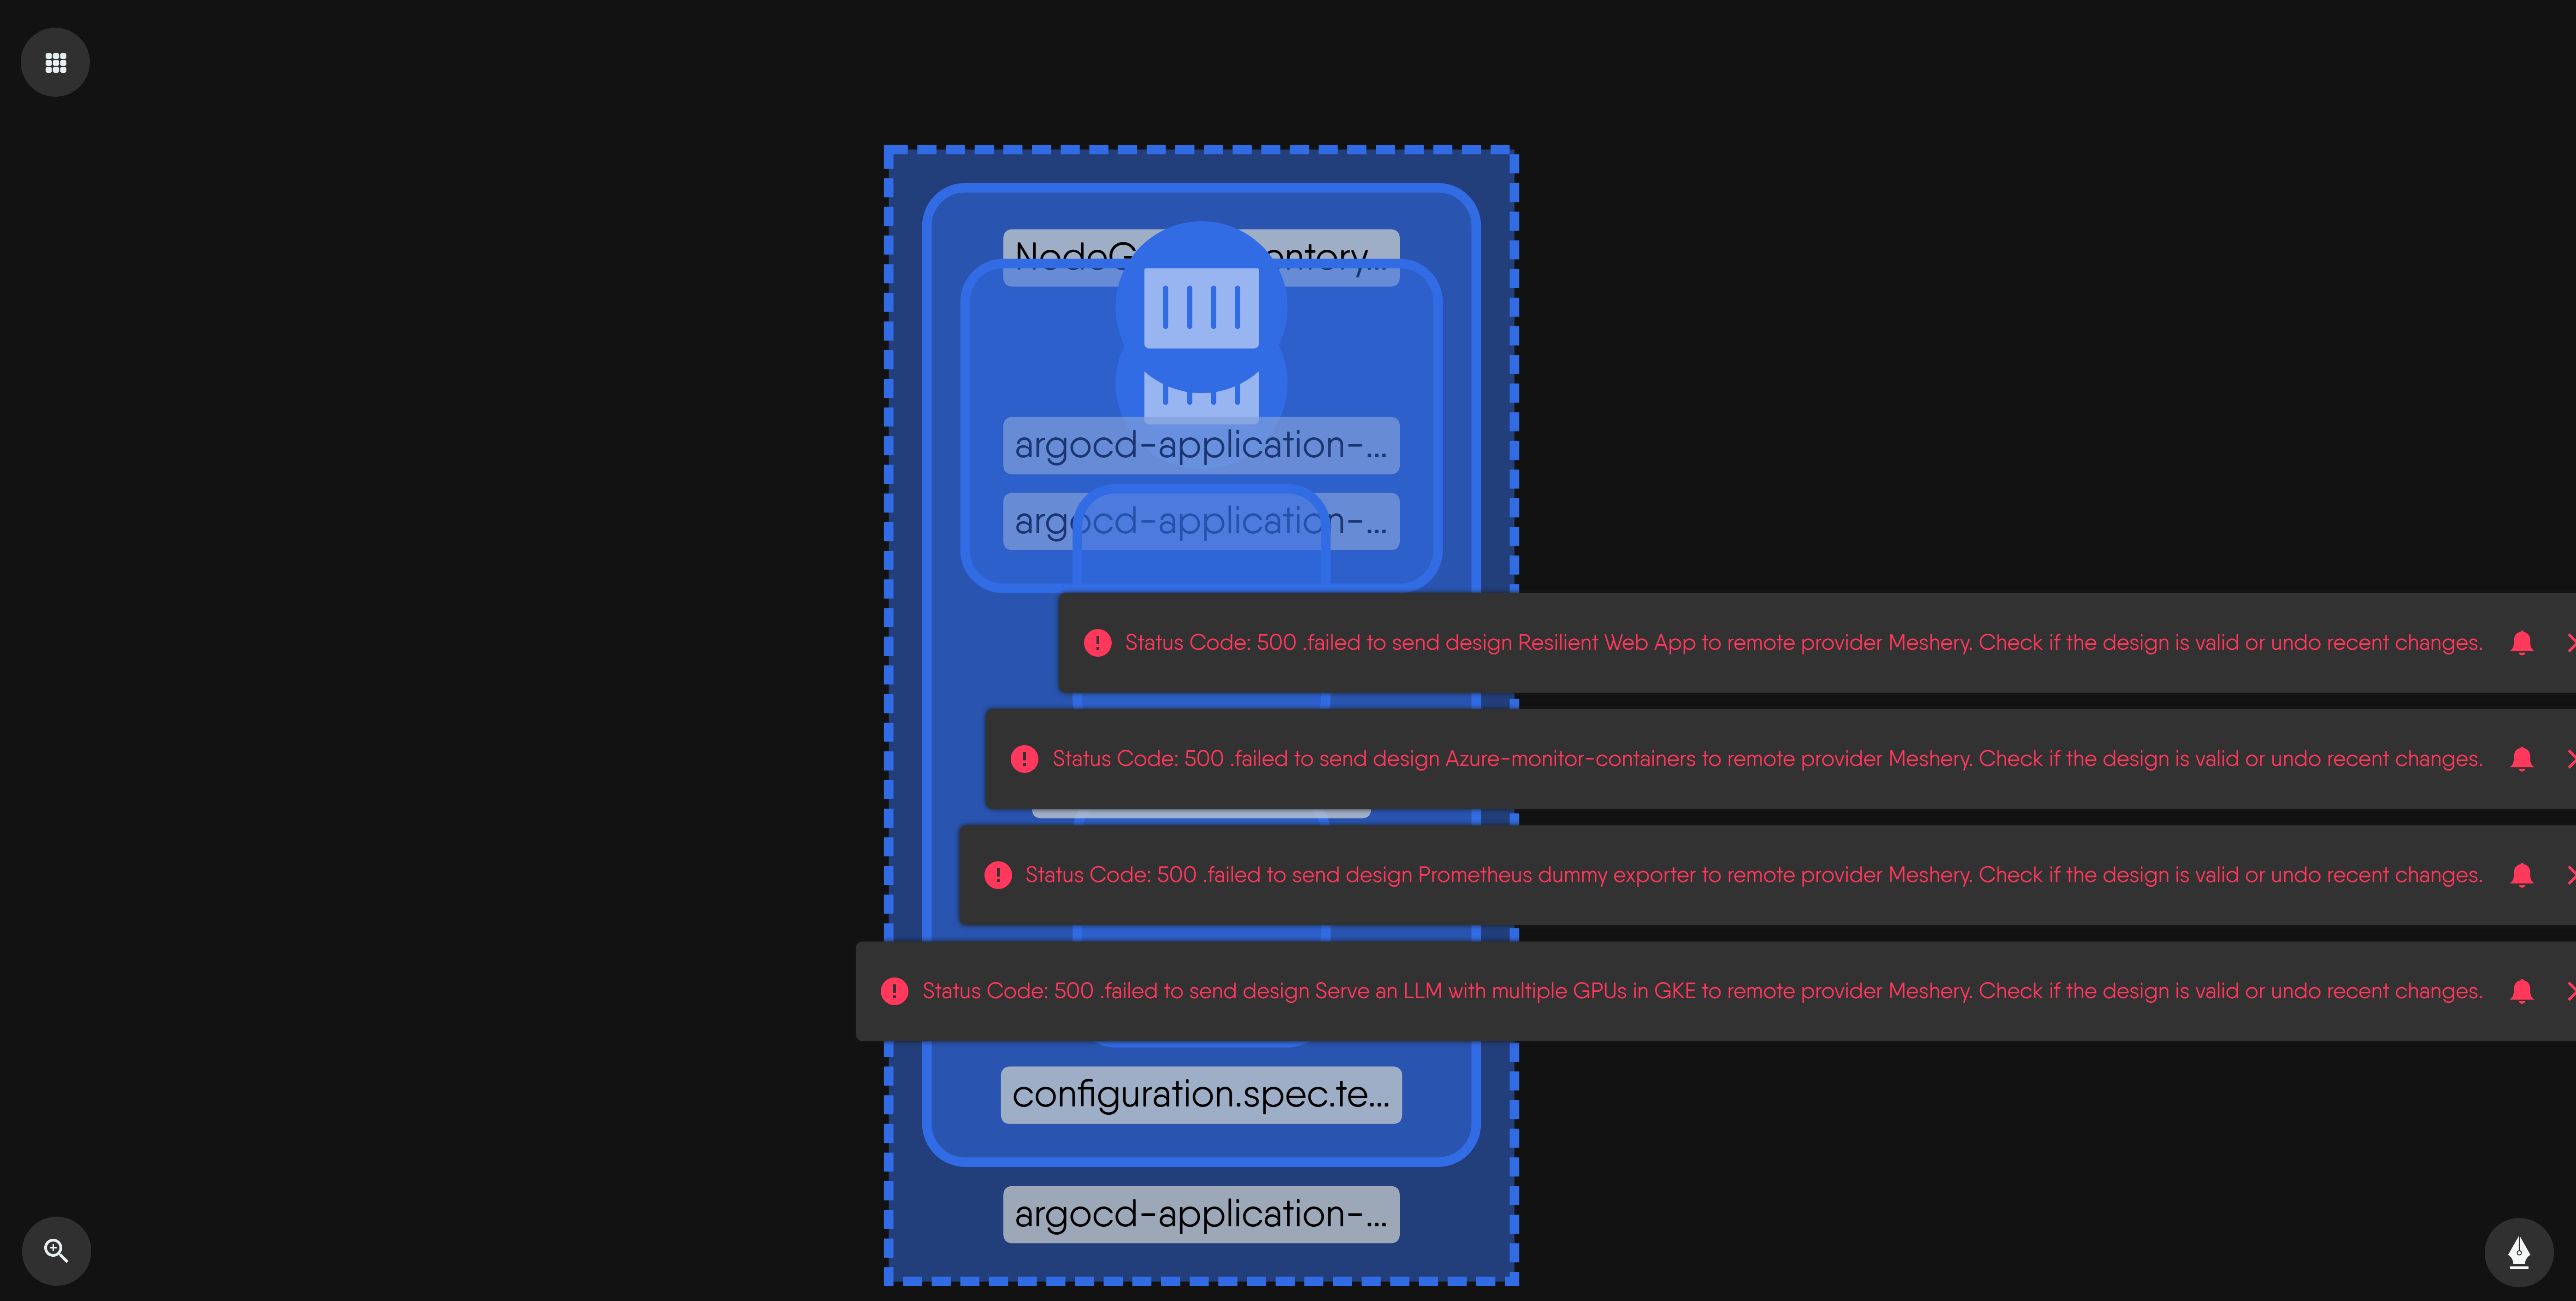 argocd-application-...
argocd-application-...
Status Code: 500 .failed to send design Resilient Web App to remote provider Meshery. Check if the design is valid or undo recent changes.
Status Code: 500 .failed to send design Azure-monitor-containers to remote provider Meshery. Check if the design is valid or undo recent changes.
Status Code: 500 .failed to send design Prometheus dummy exporter to remote provider Meshery. Check if the design is valid or undo recent changes.
Status Code: 500 .failed to send design Serve an LLM with multiple GPUs in GKE to remote provider Meshery. Check if the design is valid or undo recent changes.
configuration.spec.te...
argocd-application-...